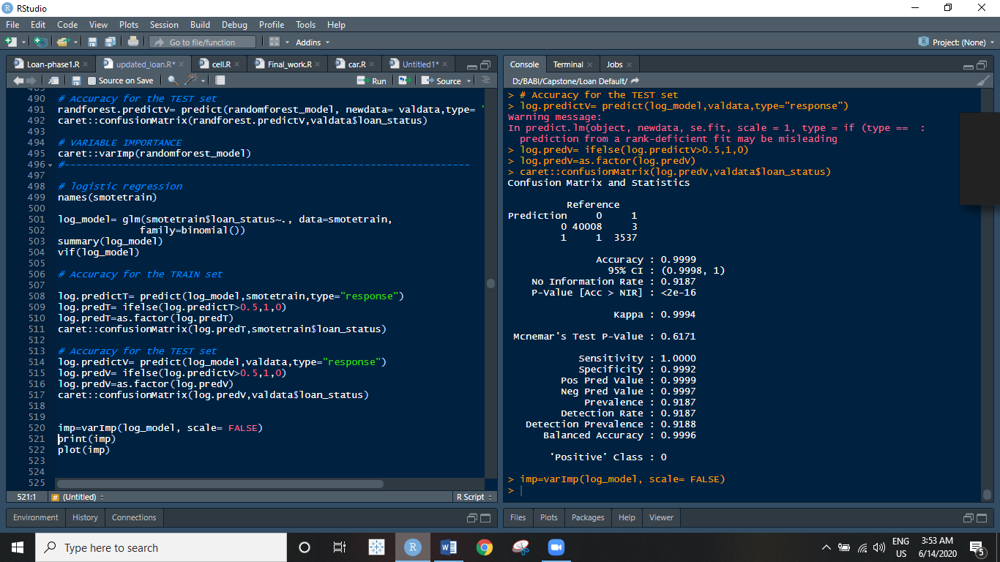 RStudio
File Edit Code View Plots Session Build Debug Profile Tools Help
Go to file/function Addins Project: (None)
Loan-phase1.R updated_loan.R* cell.R Final_work.R car.R Untitled1*
Source on Save Run Source
490 # Accuracy for the TEST set
491 randforest.predictV= predict(randomforest_model, newdata= valdata,type= '
492 caret::confusionMatrix(randforest.predictV,valdata$loan_status)
493
494 # VARIABLE IMPORTANCE
495 caret::varImp(randomforest_model)
496 #----------------------------------------------------------------------
497
498 # logistic regression
499 names(smotetrain)
500
501 log_model= glm(smotetrain$loan_status~., data=smotetrain,
502 family=binomial())
503 summary(log_model)
504 vif(log_model)
505
506 # Accuracy for the TRAIN set
507
508 log.predictT= predict(log_model,smotetrain,type="response")
509 log.predT= ifelse(log.predictT>0.5,1,0)
510 log.predT=as.factor(log.predT)
511 caret::confusionMatrix(log.predT,smotetrain$loan_status)
512
513 # Accuracy for the TEST set
514 log.predictV= predict(log_model,valdata,type="response")
515 log.predV= ifelse(log.predictV>0.5,1,0)
516 log.predV=as.factor(log.predV)
517 caret::confusionMatrix(log.predV,valdata$loan_status)
518
519
520 imp=varImp(log_model, scale= FALSE)
521 print(imp)
522 plot(imp)
523
524
525
521:1 # (Untitled) R Script
Environment History Connections
Console Terminal Jobs
D:/BABI/Capstone/Loan Default/
> # Accuracy for the TEST set
> log.predictV= predict(log_model,valdata,type="response")
Warning message:
In predict.lm(object, newdata, se.fit, scale = 1, type = if (type == :
prediction from a rank-deficient fit may be misleading
> log.predV= ifelse(log.predictV>0.5,1,0)
> log.predV=as.factor(log.predV)
> caret::confusionMatrix(log.predV,valdata$loan_status)
Confusion Matrix and Statistics
Reference
Prediction 0 1
0 40008 3
1 1 3537
Accuracy : 0.9999
95% CI : (0.9998, 1)
No Information Rate : 0.9187
P-Value [Acc > NIR] : <2e-16
Kappa : 0.9994
Mcnemar's Test P-Value : 0.6171
Sensitivity : 1.0000
Specificity : 0.9992
Pos Pred Value : 0.9999
Neg Pred Value : 0.9997
Prevalence : 0.9187
Detection Rate : 0.9187
Detection Prevalence : 0.9188
Balanced Accuracy : 0.9996
'Positive' Class : 0
> imp=varImp(log_model, scale= FALSE)
>
Files Plots Packages Help Viewer
Type here to search
ENG
US
3:53 AM
6/14/2020
5